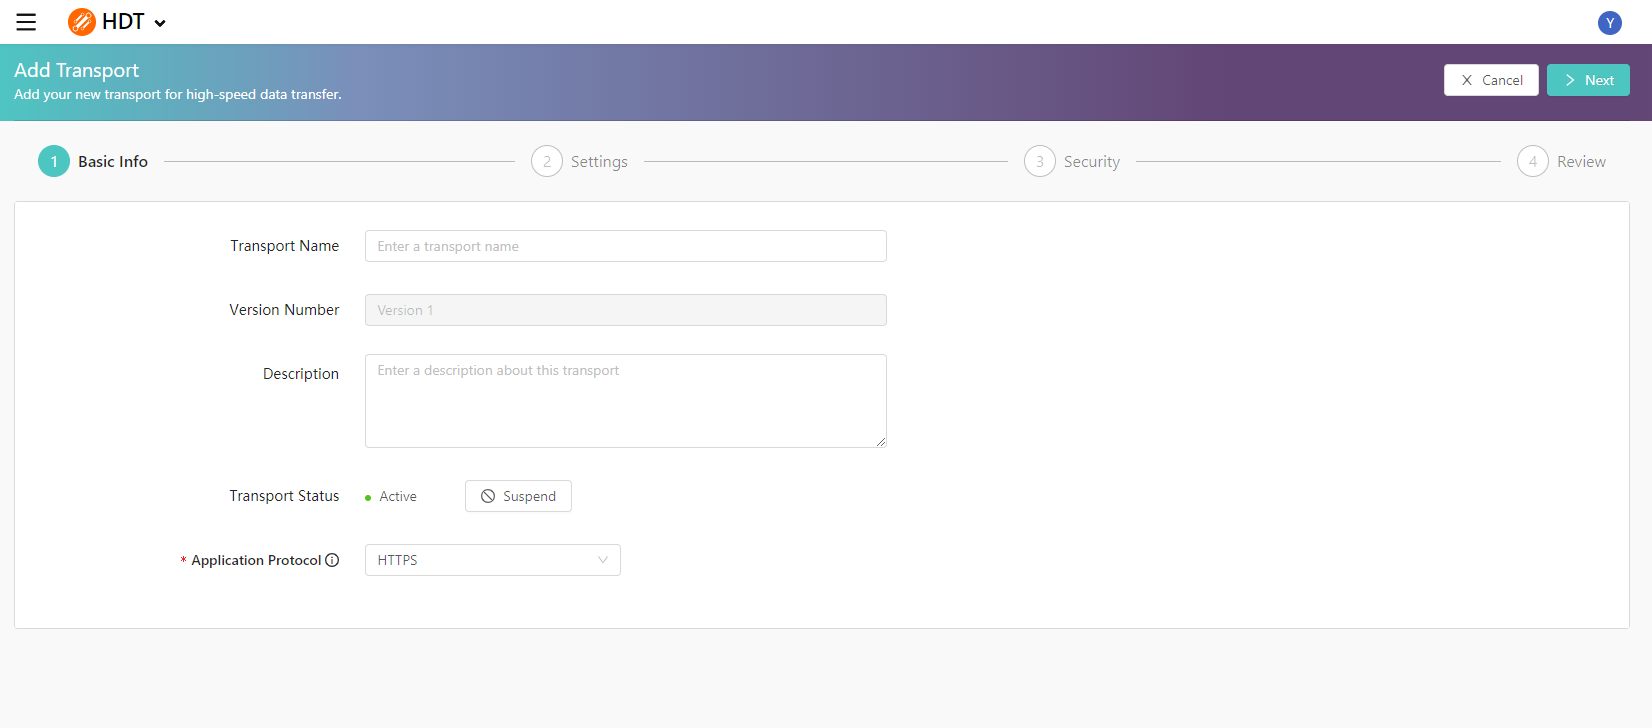 HDT
Y
Add Transport
Add your new transport for high-speed data transfer.
Cancel
Next
1 Basic Info
2 Settings
3 Security
4 Review
Transport Name
Enter a transport name
Version Number
Version 1
Description
Enter a description about this transport
Transport Status
Active
Suspend
* Application Protocol
HTTPS